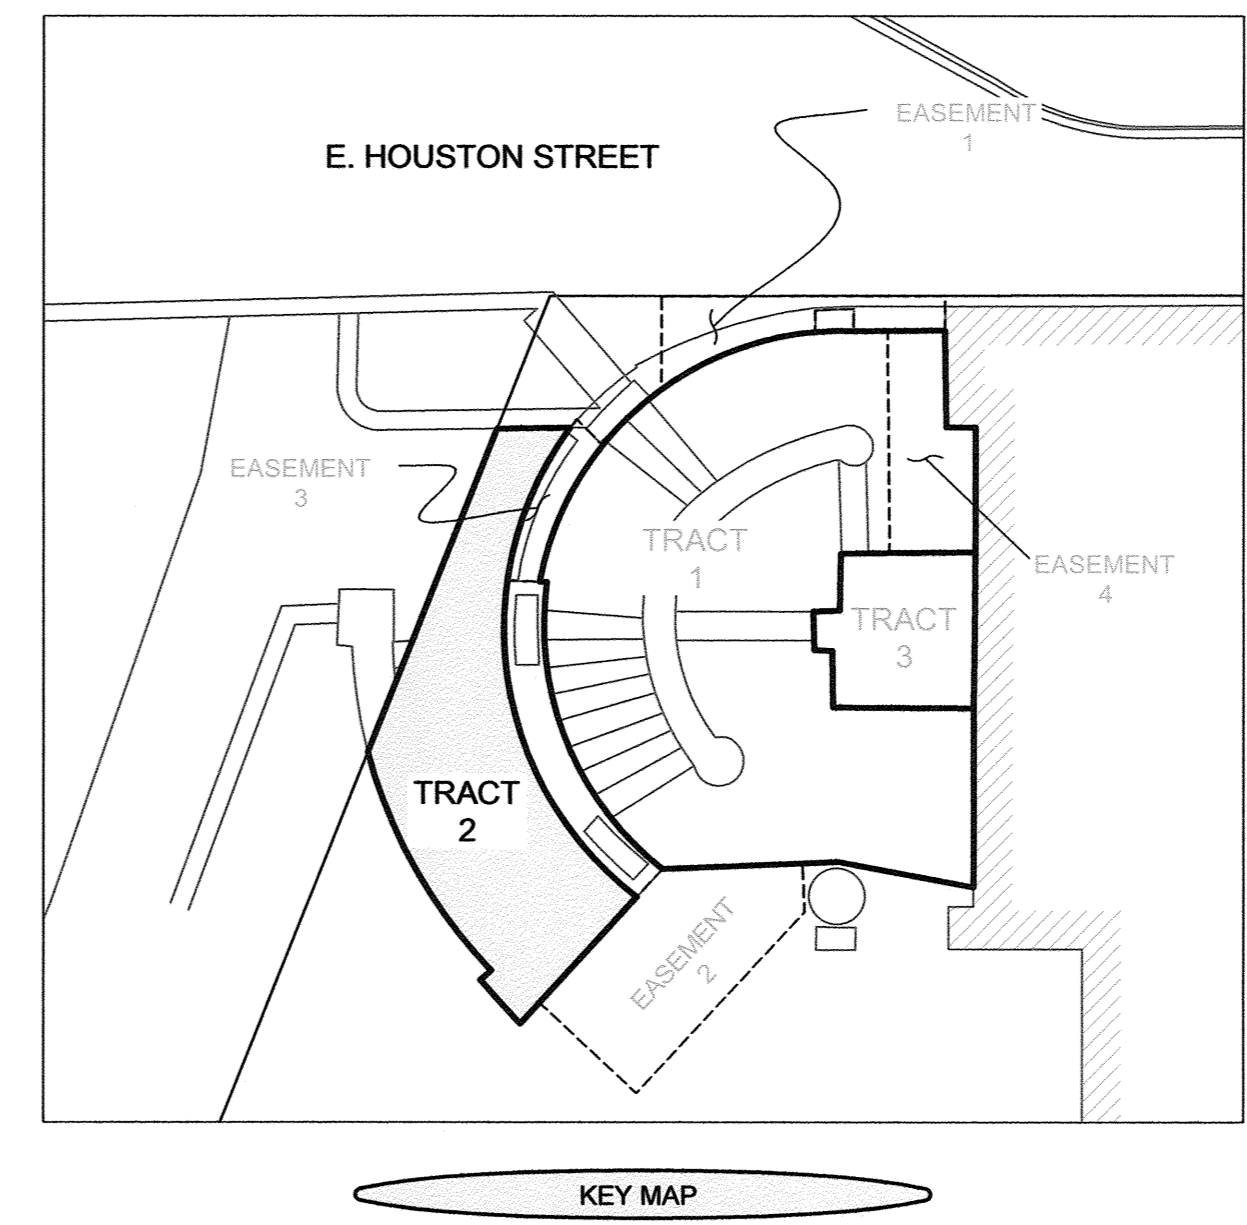 EASEMENT
1
E. HOUSTON STREET
EASEMENT
3
TRACT
1
EASEMENT
4
TRACT
3
TRACT
2
EASEMENT
2
KEY MAP